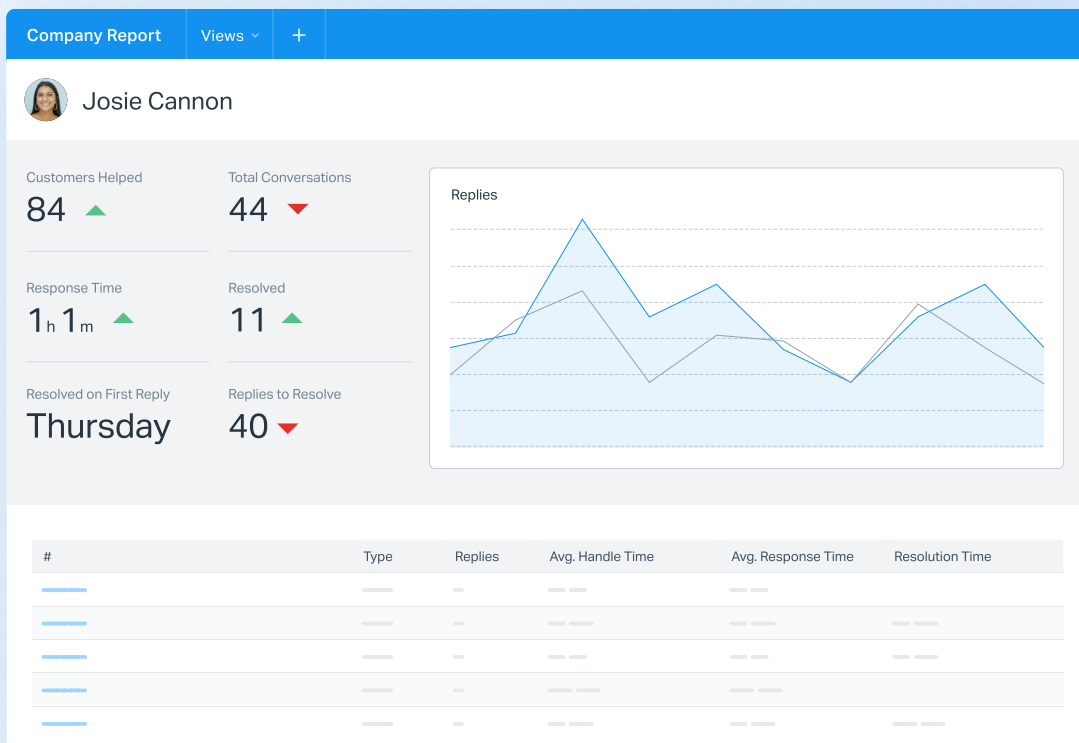 Company Report Views +
Josie Cannon
Customers Helped
84
Total Conversations
44
Response Time
1h 1m
Resolved
11
Resolved on First Reply
Thursday
Replies to Resolve
40
Replies
# Type Replies Avg. Handle Time Avg. Response Time Resolution Time